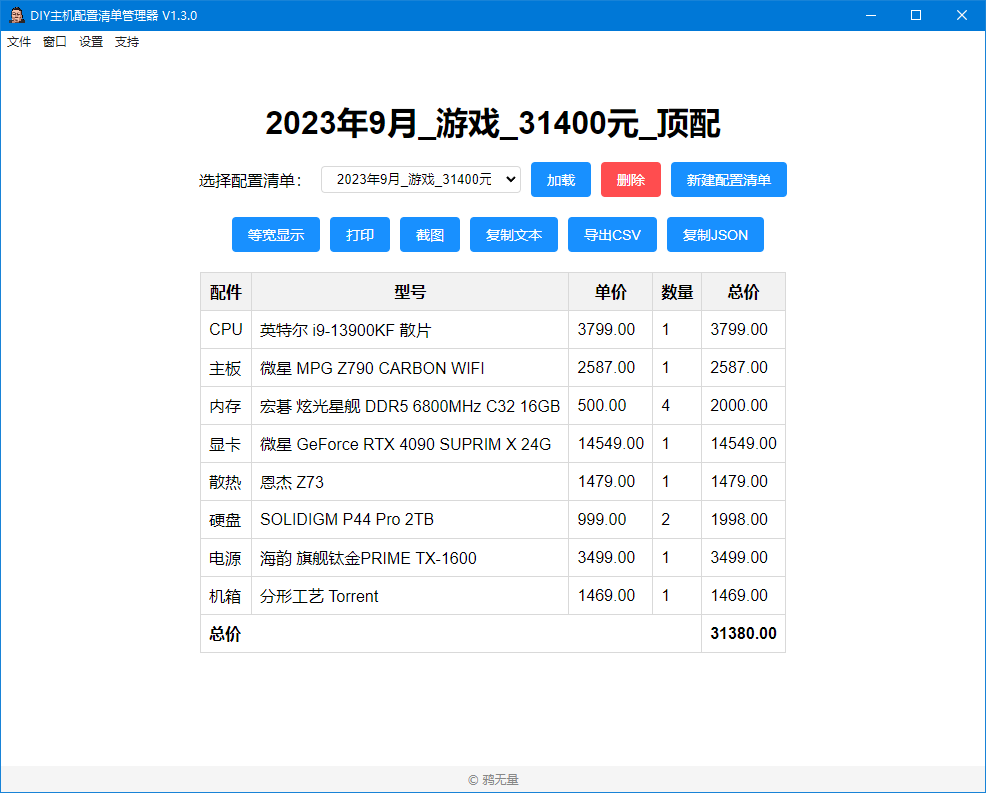 DIY主机配置清单管理器 V1.3.0
文件 窗口 设置 支持
2023年9月_游戏_31400元_顶配
选择配置清单： 2023年9月_游戏_31400元 加载 删除 新建配置清单
等宽显示 打印 截图 复制文本 导出CSV 复制JSON
配件 型号 单价 数量 总价
CPU 英特尔 i9-13900KF 散片 3799.00 1 3799.00
主板 微星 MPG Z790 CARBON WIFI 2587.00 1 2587.00
内存 宏碁 炫光星舰 DDR5 6800MHz C32 16GB 500.00 4 2000.00
显卡 微星 GeForce RTX 4090 SUPRIM X 24G 14549.00 1 14549.00
散热 恩杰 Z73 1479.00 1 1479.00
硬盘 SOLIDIGM P44 Pro 2TB 999.00 2 1998.00
电源 海韵 旗舰钛金PRIME TX-1600 3499.00 1 3499.00
机箱 分形工艺 Torrent 1469.00 1 1469.00
总价 31380.00
© 鸦无量